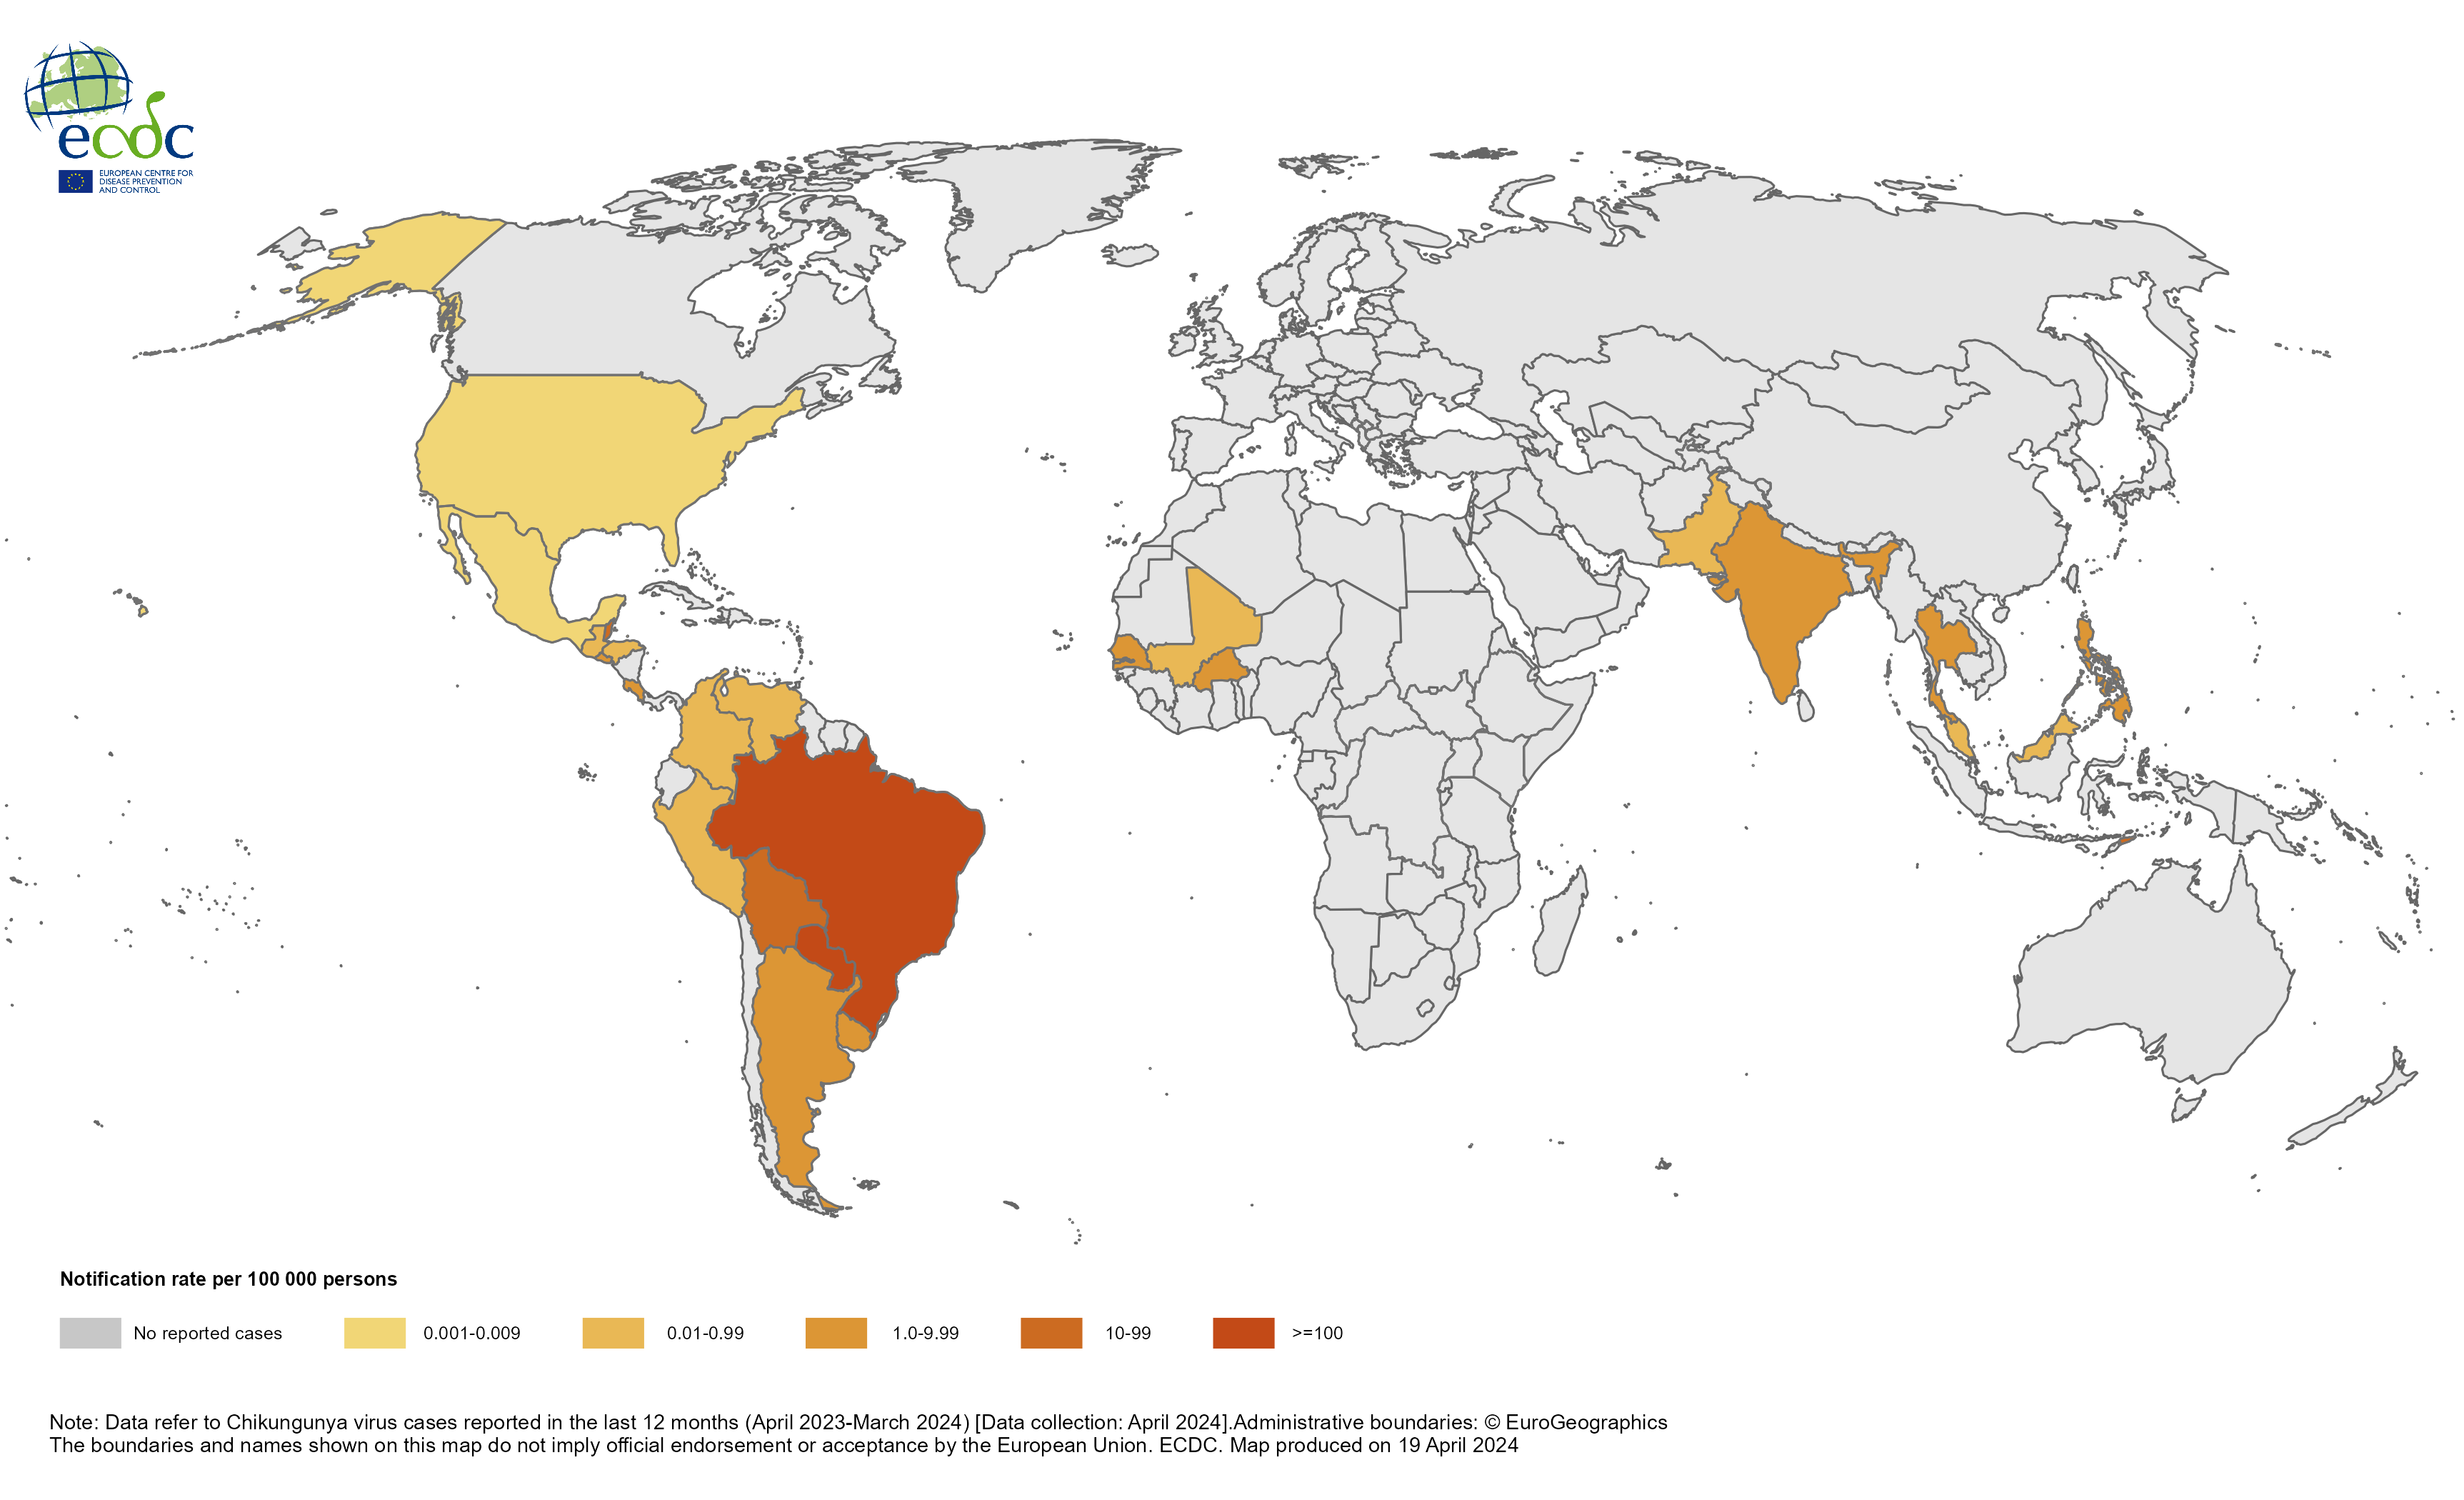 ecdc
EUROPEAN CENTRE FOR
DISEASE PREVENTION
AND CONTROL
Notification rate per 100 000 persons
No reported cases
0.001-0.009
0.01-0.99
1.0-9.99
10-99
>=100
Note: Data refer to Chikungunya virus cases reported in the last 12 months (April 2023-March 2024) [Data collection: April 2024].Administrative boundaries: © EuroGeographics
The boundaries and names shown on this map do not imply official endorsement or acceptance by the European Union. ECDC. Map produced on 19 April 2024